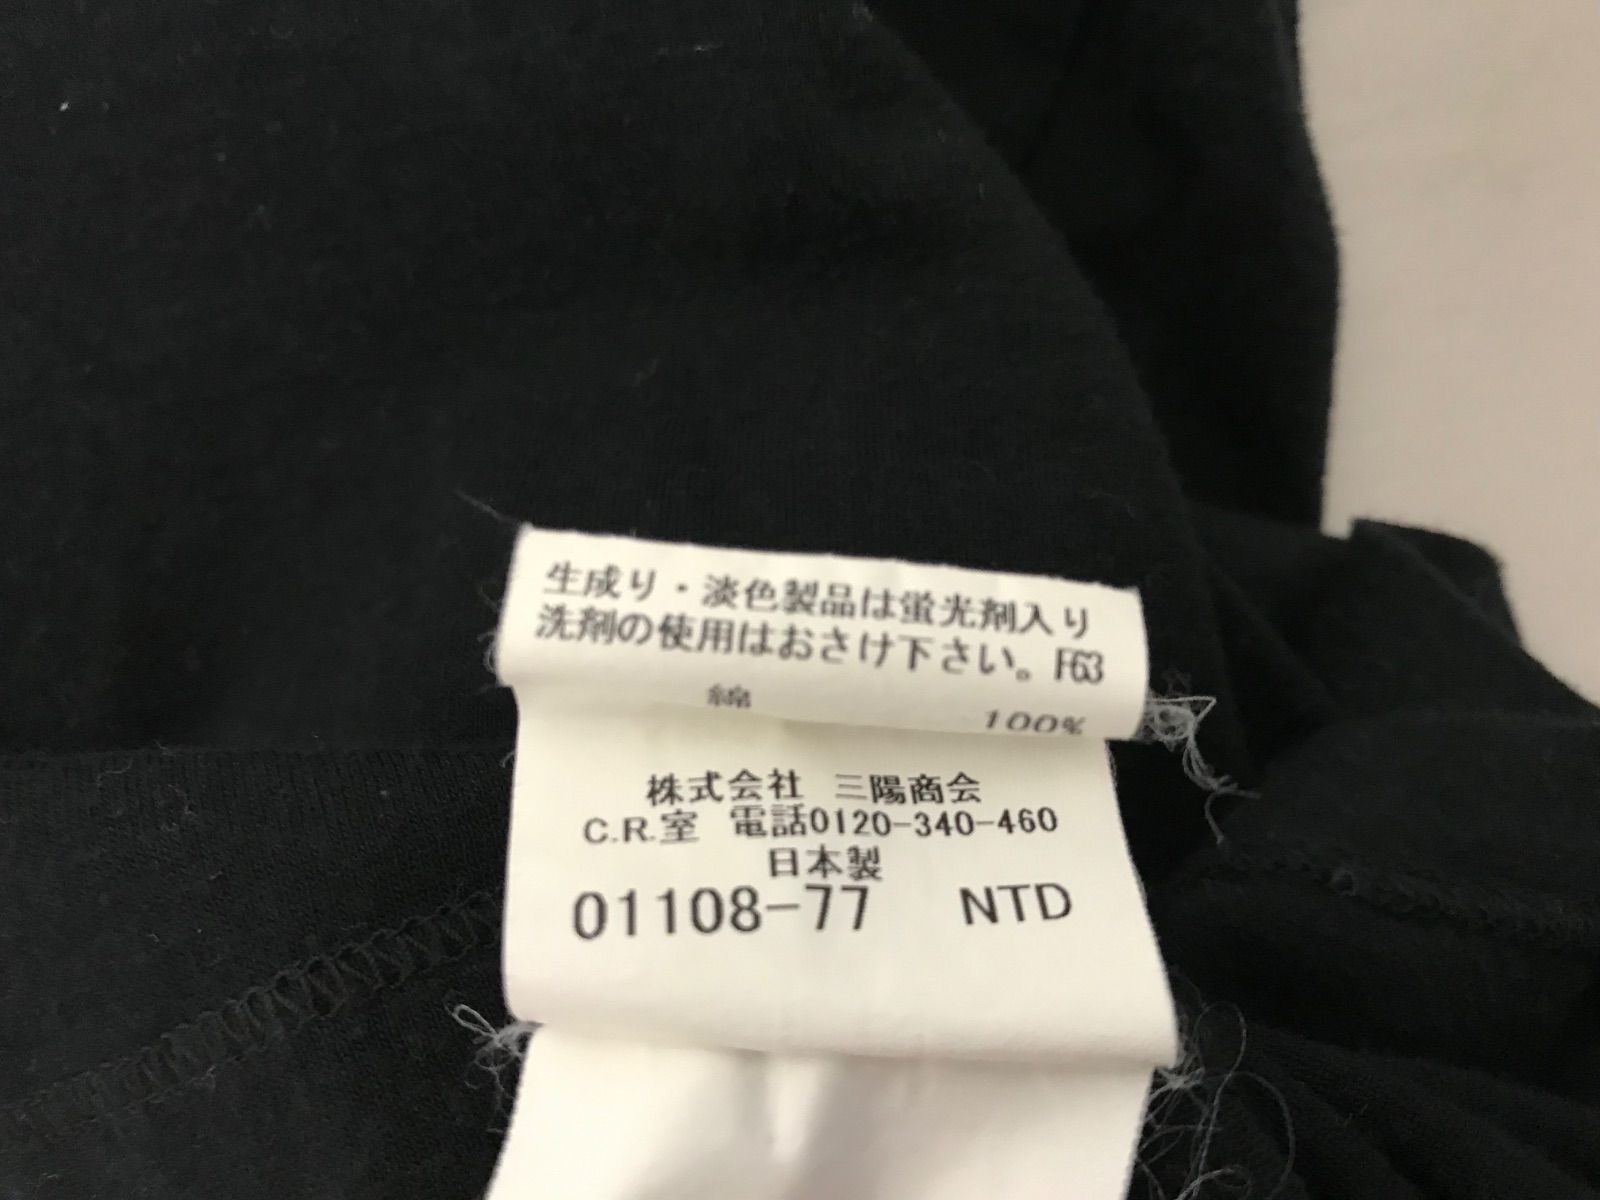 生成り・淡色製品は蛍光剤入り
洗剤の使用はおさけ下さい。F63
綿 100%
株式会社 三陽商会
C.R.室 電話0120-340-460
日本製
01108-77 NTD